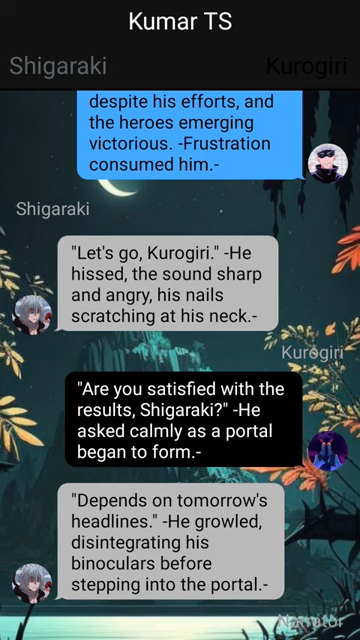 Kumar TS
Shigaraki
Kurogiri
despite his efforts, and
the heroes emerging
victorious. -Frustration
consumed him.-
Shigaraki
"Let's go, Kurogiri." -He
hissed, the sound sharp
and angry, his nails
scratching at his neck.-
Kurogiri
"Are you satisfied with the
results, Shigaraki?" -He
asked calmly as a portal
began to form.-
"Depends on tomorrow's
headlines." -He growled,
disintegrating his
binoculars before
stepping into the portal.-
Narrator